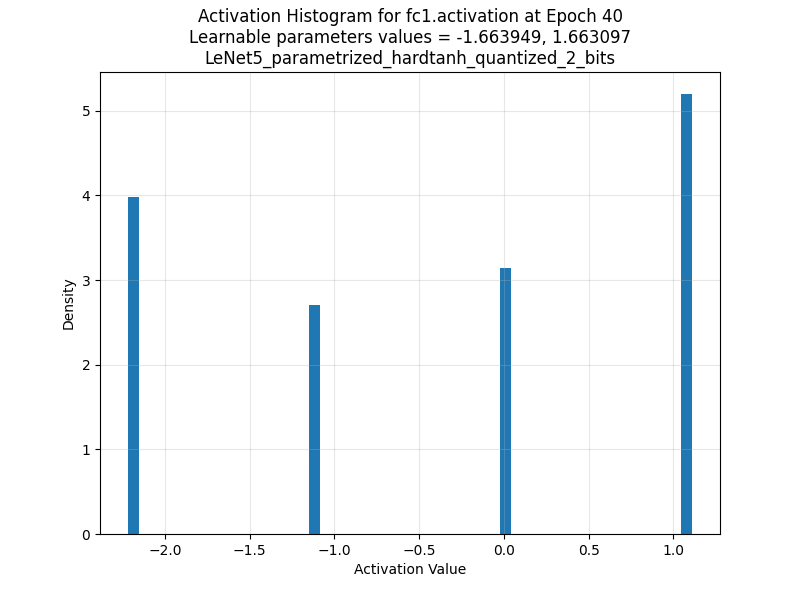 Activation Histogram for fc1.activation at Epoch 40
Learnable parameters values = -1.663949, 1.663097
LeNet5_parametrized_hardtanh_quantized_2_bits
Density
5
4
3
2
1
0
−2.0 −1.5 −1.0 −0.5 0.0 0.5 1.0
Activation Value